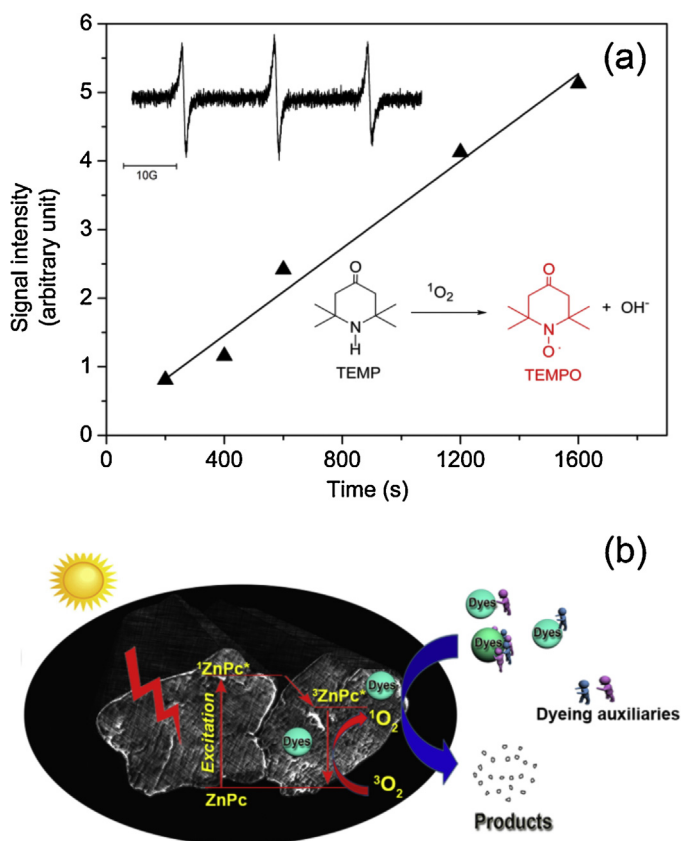 (a)
Signal intensity
(arbitrary unit)
6
5
4
3
2
1
0
10G
O
N
H
TEMP
¹O₂
O
N
O·
TEMPO
+ OH⁻
0 400 800 1200 1600
Time (s)
(b)
Dyes
Dyes
Dyes
Dyeing auxiliaries
Products
¹ZnPc*
³ZnPc*
Dyes
¹O₂
Excitation
Dyes
ZnPc
³O₂